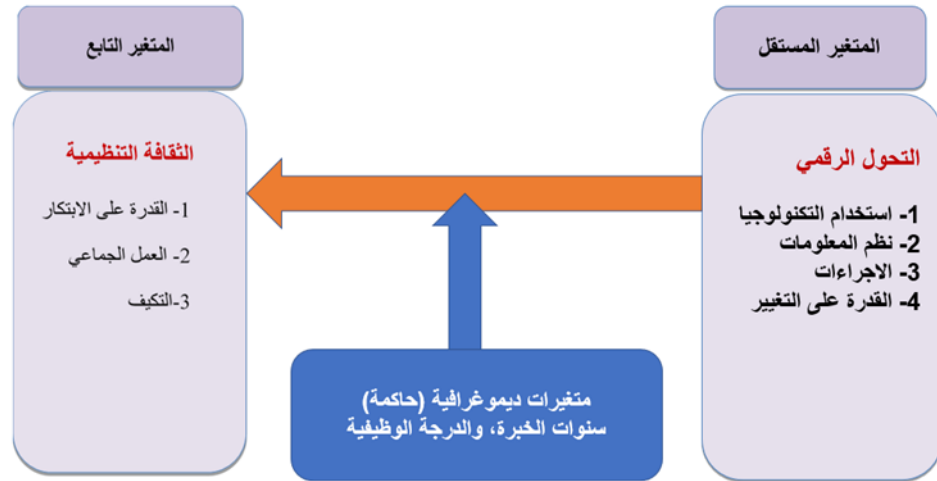 المتغير المستقل
التحول الرقمي
1- استخدام التكنولوجيا
2- نظم المعلومات
3- الاجراءات
4- القدرة على التغيير
المتغير التابع
الثقافة التنظيمية
1- القدرة على الابتكار
2- العمل الجماعي
3-التكيف
متغيرات ديموغرافية (حاكمة)
سنوات الخبرة، والدرجة الوظيفية